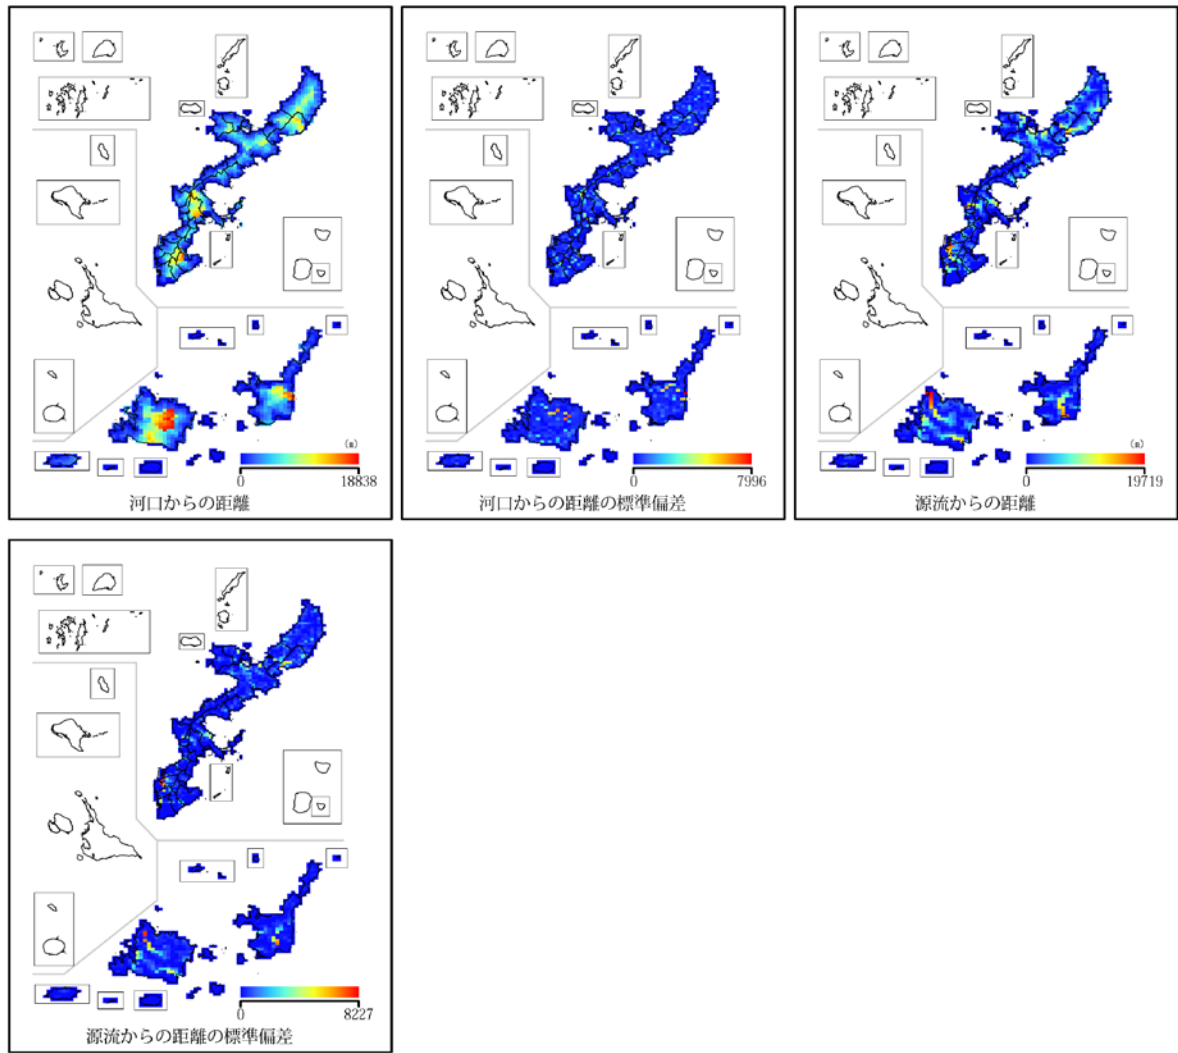 (m)
0 18838
河口からの距離
0 7996
河口からの距離の標準偏差
(m)
0 19719
源流からの距離
0 8227
源流からの距離の標準偏差